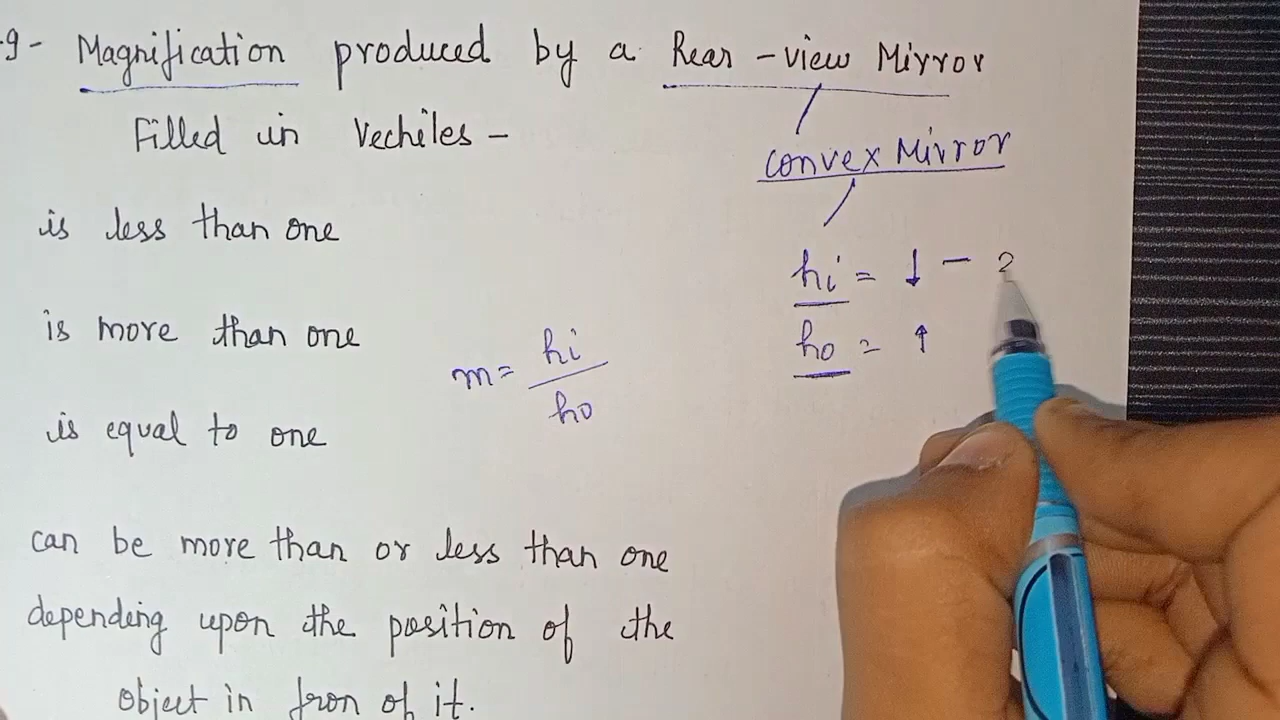 9- Magnification produced by a Rear-view Mirror
Filled in Vechiles-
convex Mirror
is less than one
hi = ↓ - 2
ho = ↑
is more than one
m = hi/ho
is equal to one
can be more than or less than one
depending upon the position of the
object in fron of it.